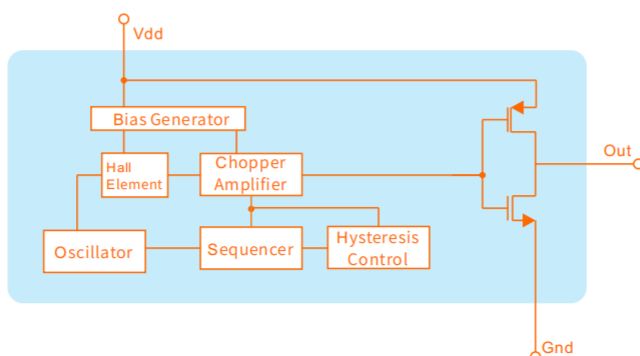 Vdd
Bias Generator
Hall
Element
Chopper
Amplifier
Out
Oscillator
Sequencer
Hysteresis
Control
Gnd